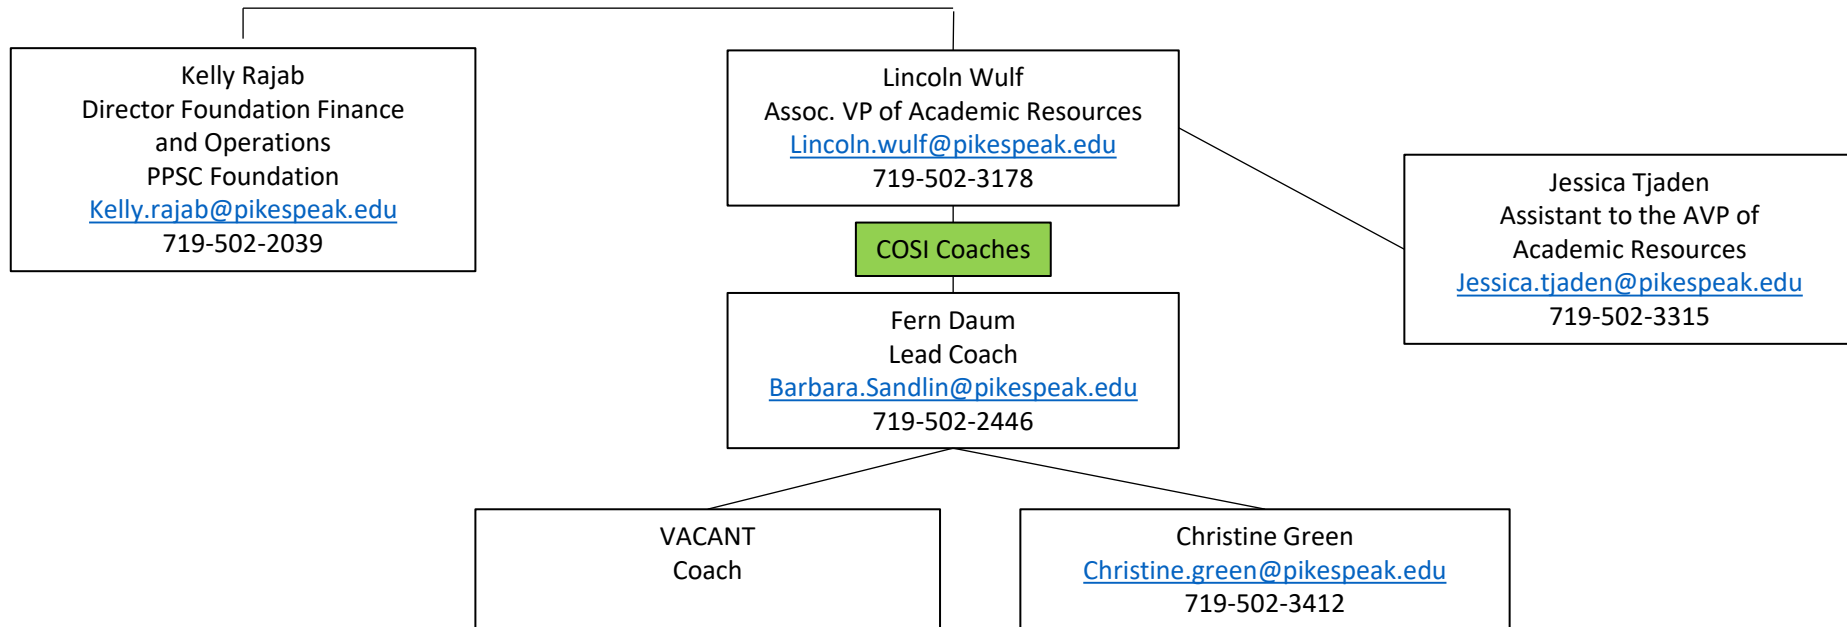 Kelly Rajab
Director Foundation Finance
and Operations
PPSC Foundation
Kelly.rajab@pikespeak.edu
719-502-2039
Lincoln Wulf
Assoc. VP of Academic Resources
Lincoln.wulf@pikespeak.edu
719-502-3178
Jessica Tjaden
Assistant to the AVP of
Academic Resources
Jessica.tjaden@pikespeak.edu
719-502-3315
COSI Coaches
Fern Daum
Lead Coach
Barbara.Sandlin@pikespeak.edu
719-502-2446
VACANT
Coach
Christine Green
Christine.green@pikespeak.edu
719-502-3412